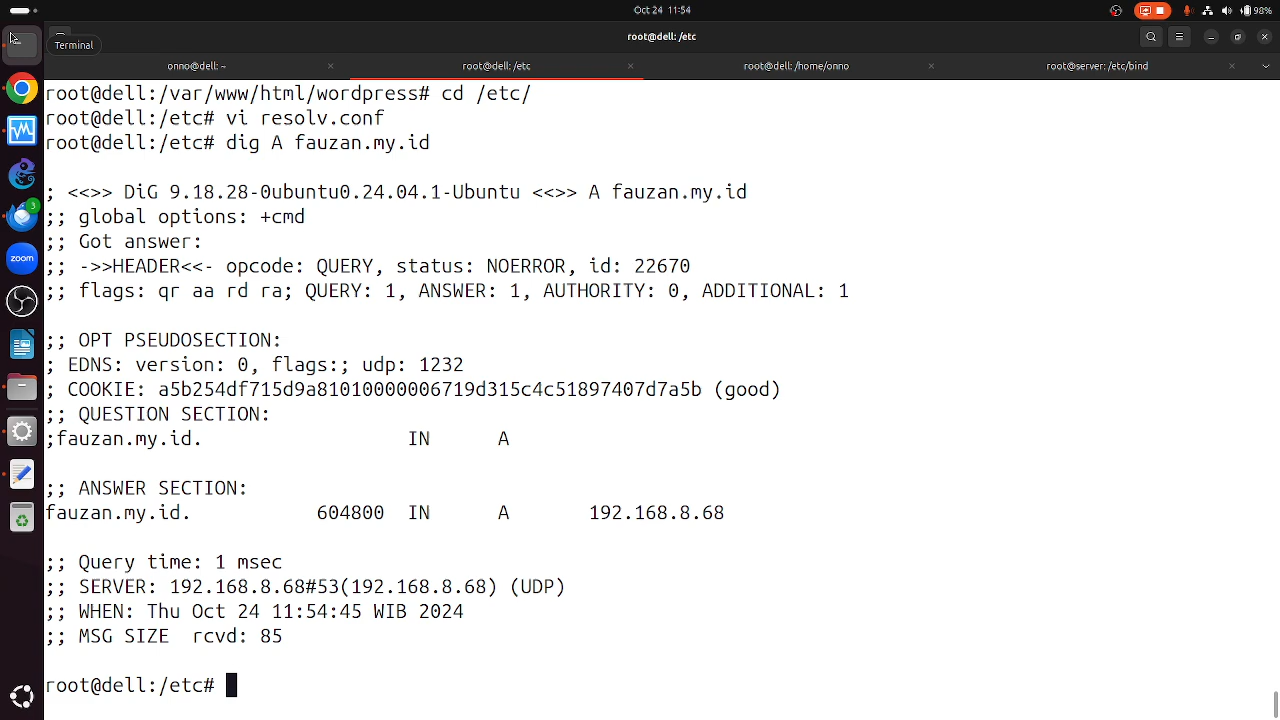 Oct 24 11:54
98%
Terminal
root@dell: /etc
onno@dell: ~
root@dell: /etc
root@dell: /home/onno
root@server: /etc/bind
root@dell:/var/www/html/wordpress# cd /etc/
root@dell:/etc# vi resolv.conf
root@dell:/etc# dig A fauzan.my.id
; <<>> DiG 9.18.28-0ubuntu0.24.04.1-Ubuntu <<>> A fauzan.my.id
;; global options: +cmd
;; Got answer:
;; ->>HEADER<<- opcode: QUERY, status: NOERROR, id: 22670
;; flags: qr aa rd ra; QUERY: 1, ANSWER: 1, AUTHORITY: 0, ADDITIONAL: 1
;; OPT PSEUDOSECTION:
; EDNS: version: 0, flags:; udp: 1232
; COOKIE: a5b254df715d9a81010000006719d315c4c51897407d7a5b (good)
;; QUESTION SECTION:
;fauzan.my.id. IN A
;; ANSWER SECTION:
fauzan.my.id. 604800 IN A 192.168.8.68
;; Query time: 1 msec
;; SERVER: 192.168.8.68#53(192.168.8.68) (UDP)
;; WHEN: Thu Oct 24 11:54:45 WIB 2024
;; MSG SIZE rcvd: 85
root@dell:/etc#
3
zoom